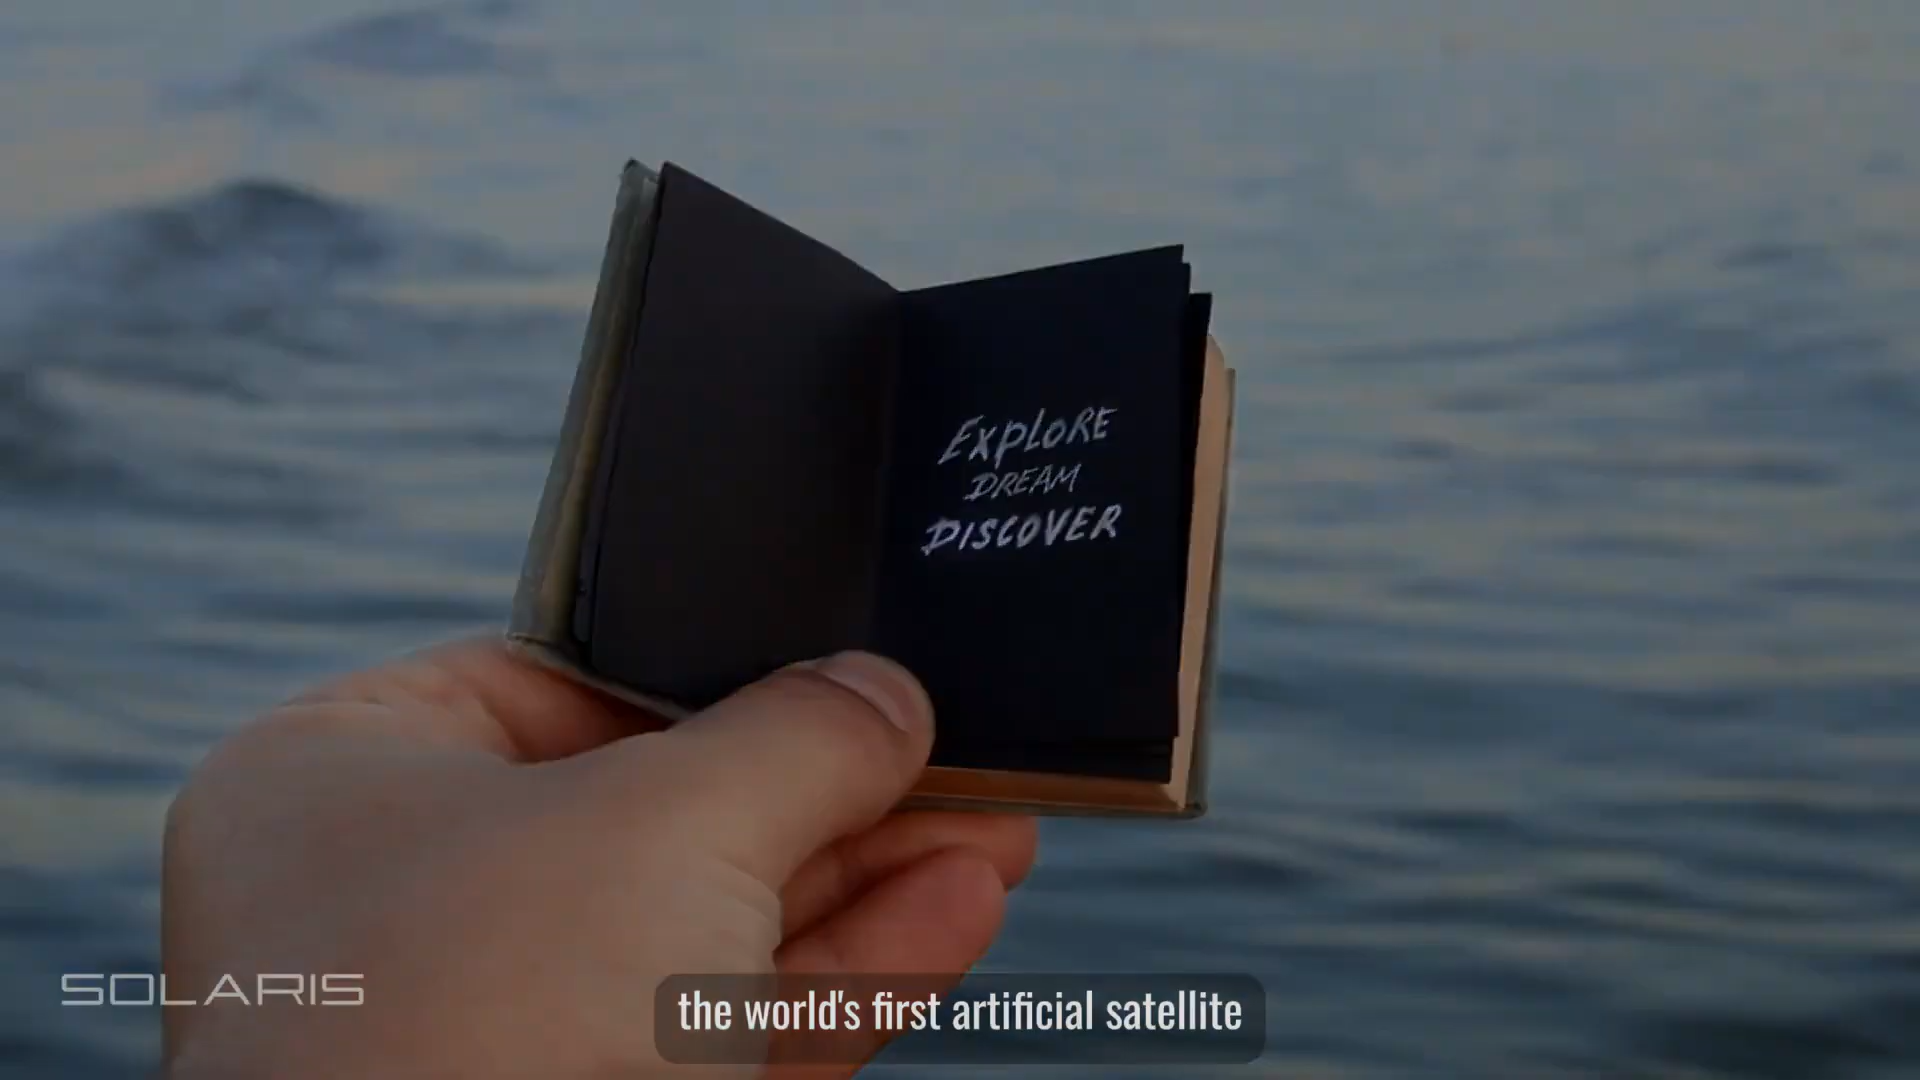 EXPLORE
DREAM
DISCOVER
SOLARIS
the world's first artificial satellite